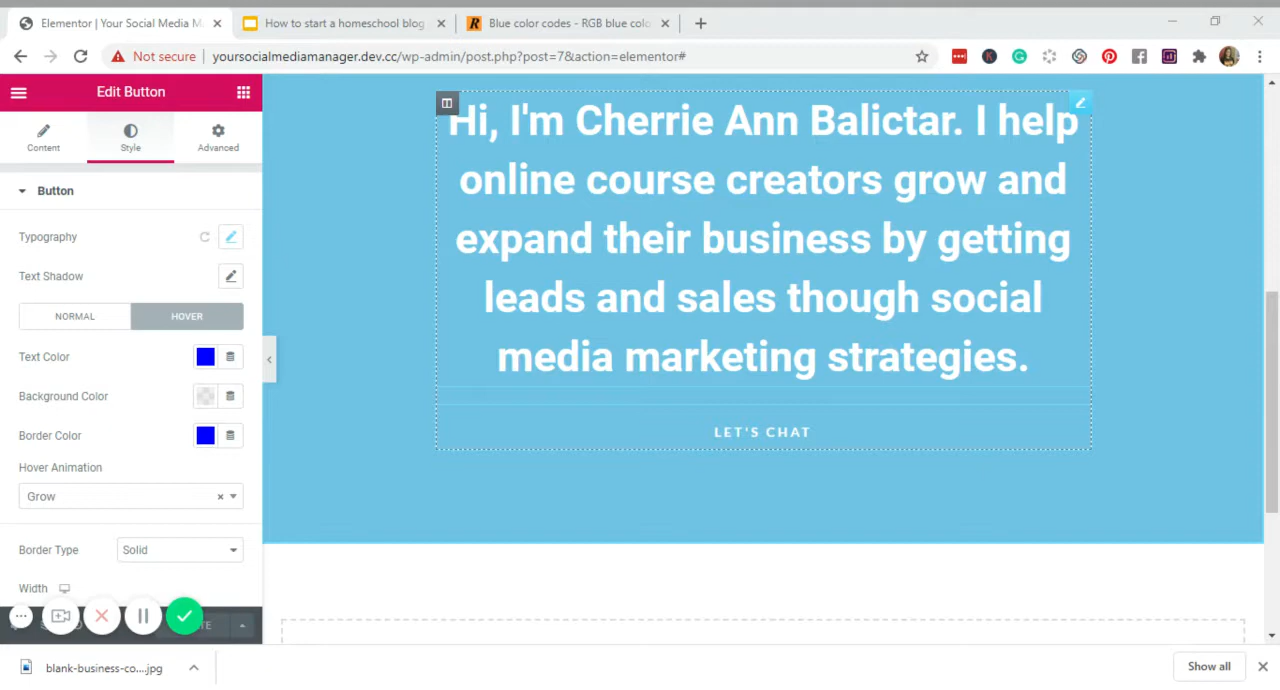 Elementor | Your Social Media M
How to start a homeschool blog
Blue color codes - RGB blue colo
Not secure
yoursocialmediamanager.dev.cc/wp-admin/post.php?post=7&action=elementor#
Edit Button
Content
Style
Advanced
Button
Typography
Text Shadow
NORMAL
HOVER
Text Color
Background Color
Border Color
Hover Animation
Grow
Border Type
Solid
Width
TE
Hi, I'm Cherrie Ann Balictar. I help
online course creators grow and
expand their business by getting
leads and sales though social
media marketing strategies.
LET'S CHAT
blank-business-co....jpg
Show all